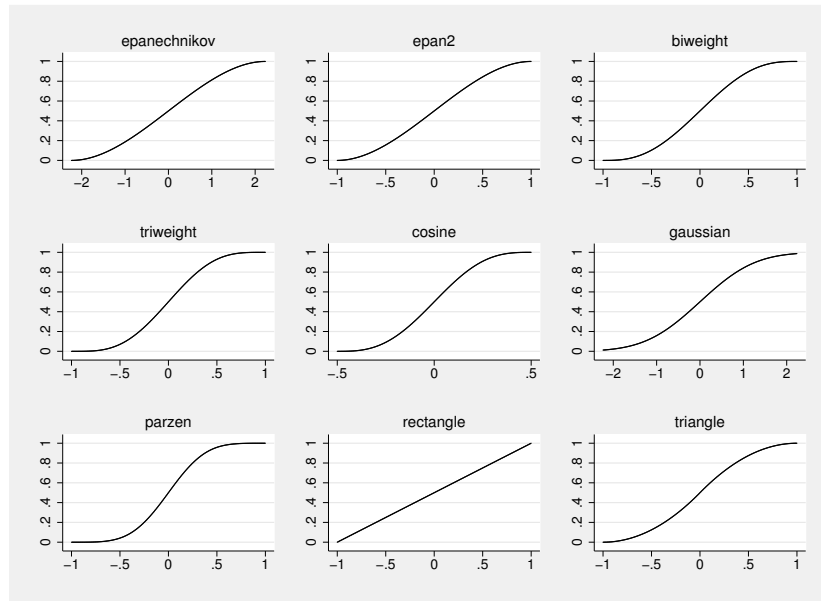 epanechnikov
0 .2 .4 .6 .8 1
−2 −1 0 1 2
epan2
0 .2 .4 .6 .8 1
−1 −.5 0 .5 1
biweight
0 .2 .4 .6 .8 1
−1 −.5 0 .5 1
triweight
0 .2 .4 .6 .8 1
−1 −.5 0 .5 1
cosine
0 .2 .4 .6 .8 1
−.5 0 .5
gaussian
0 .2 .4 .6 .8 1
−2 −1 0 1 2
parzen
0 .2 .4 .6 .8 1
−1 −.5 0 .5 1
rectangle
0 .2 .4 .6 .8 1
−1 −.5 0 .5 1
triangle
0 .2 .4 .6 .8 1
−1 −.5 0 .5 1